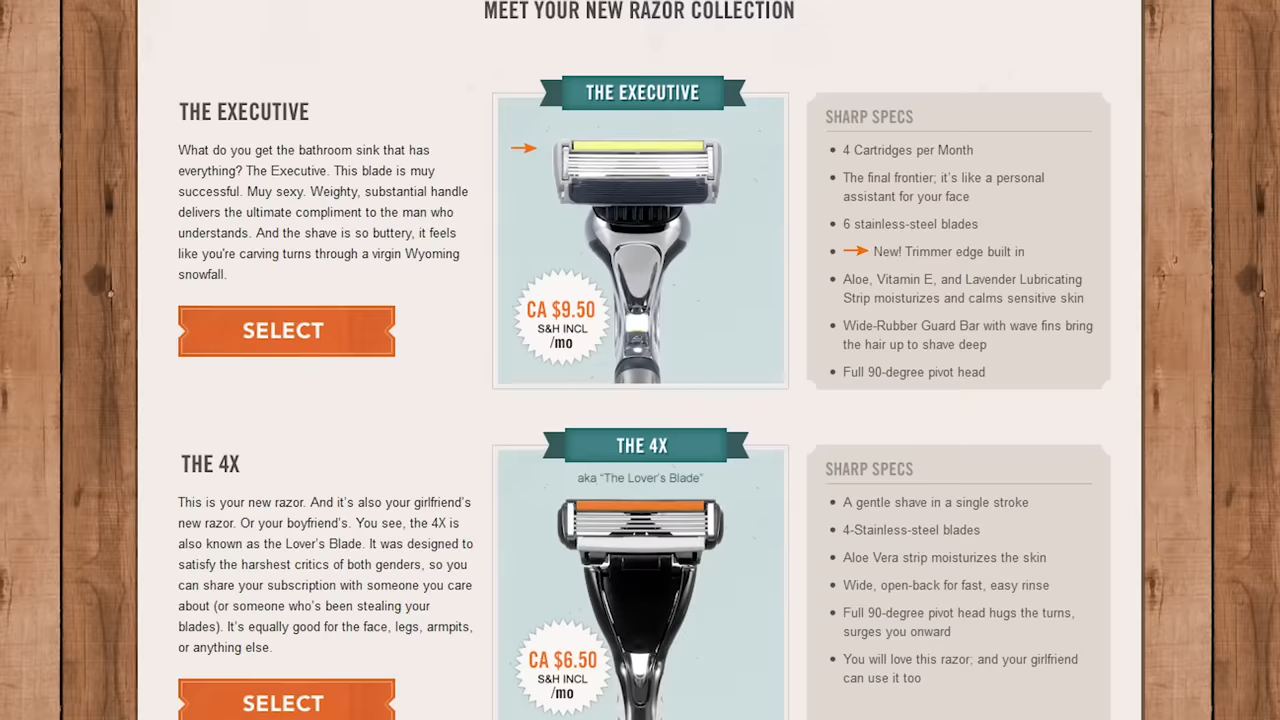 MEET YOUR NEW RAZOR COLLECTION
THE EXECUTIVE
What do you get the bathroom sink that has
everything? The Executive. This blade is muy
successful. Muy sexy. Weighty, substantial handle
delivers the ultimate compliment to the man who
understands. And the shave is so buttery, it feels
like you're carving turns through a virgin Wyoming
snowfall.
SELECT
THE EXECUTIVE
CA $9.50
S&H INCL
/mo
SHARP SPECS
4 Cartridges per Month
The final frontier; it's like a personal
assistant for your face
6 stainless-steel blades
New! Trimmer edge built in
Aloe, Vitamin E, and Lavender Lubricating
Strip moisturizes and calms sensitive skin
Wide-Rubber Guard Bar with wave fins bring
the hair up to shave deep
Full 90-degree pivot head
THE 4X
This is your new razor. And it's also your girlfriend's
new razor. Or your boyfriend's. You see, the 4X is
also known as the Lover's Blade. It was designed to
satisfy the harshest critics of both genders, so you
can share your subscription with someone you care
about (or someone who's been stealing your
blades). It's equally good for the face, legs, armpits,
or anything else.
SELECT
THE 4X
aka "The Lover's Blade"
CA $6.50
S&H INCL
/mo
SHARP SPECS
A gentle shave in a single stroke
4-Stainless-steel blades
Aloe Vera strip moisturizes the skin
Wide, open-back for fast, easy rinse
Full 90-degree pivot head hugs the turns,
surges you onward
You will love this razor; and your girlfriend
can use it too